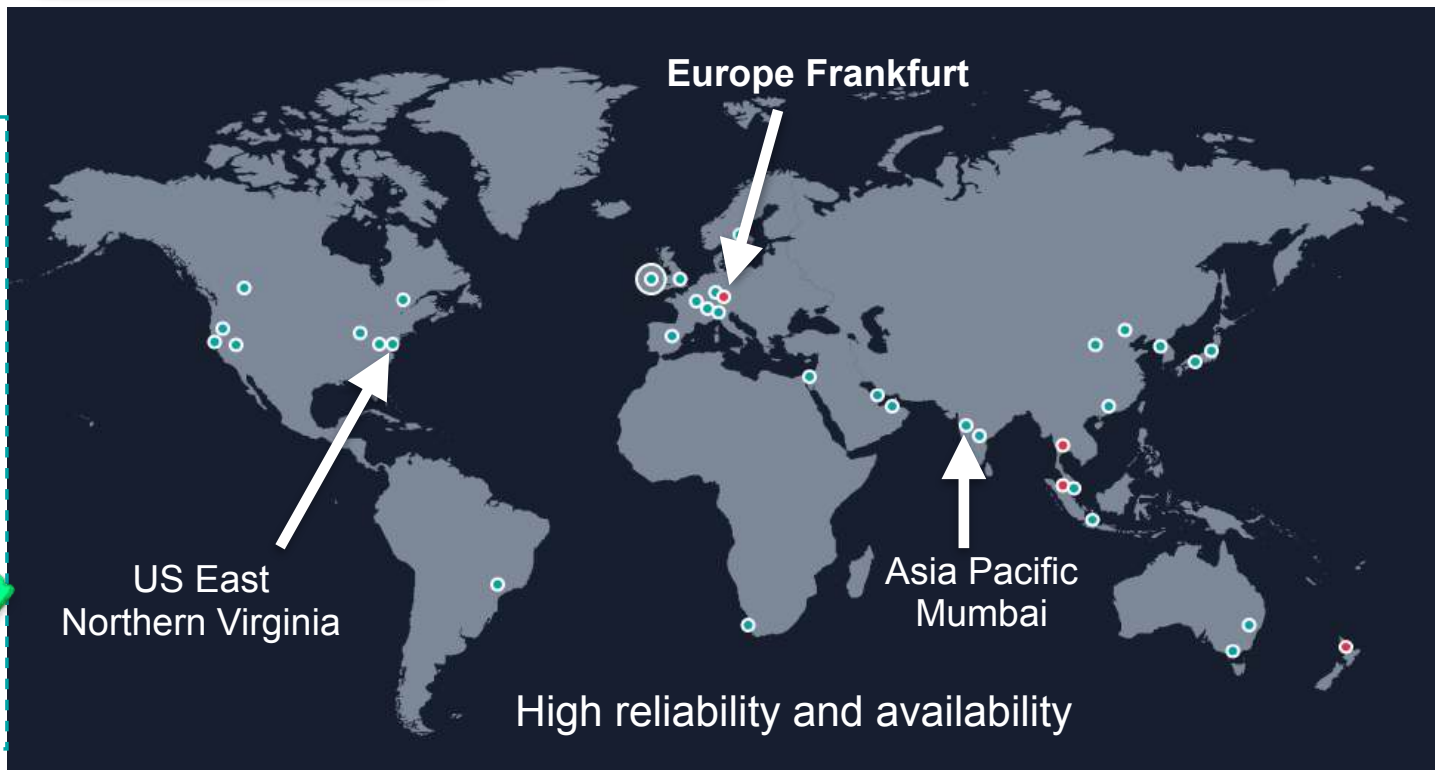 Europe Frankfurt
US East
Northern Virginia
Asia Pacific
Mumbai
High reliability and availability